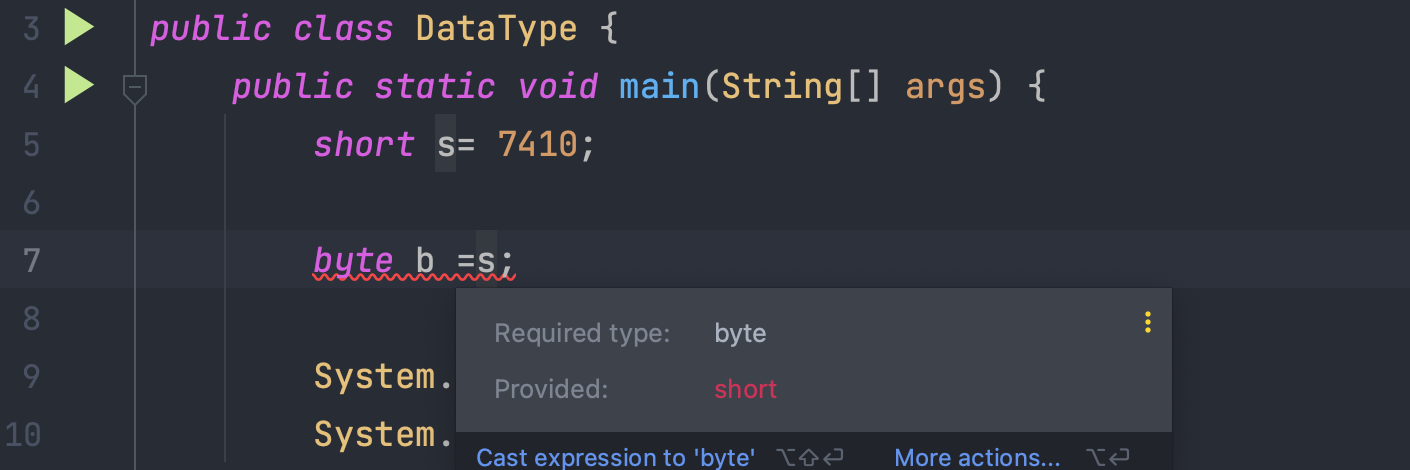 3 public class DataType {
4 public static void main(String[] args) {
5 short s= 7410;
6
7 byte b =s;
8
Required type: byte
9 System.
Provided: short
10 System.
Cast expression to 'byte' ⌥⇧⏎ More actions... ⌥⏎